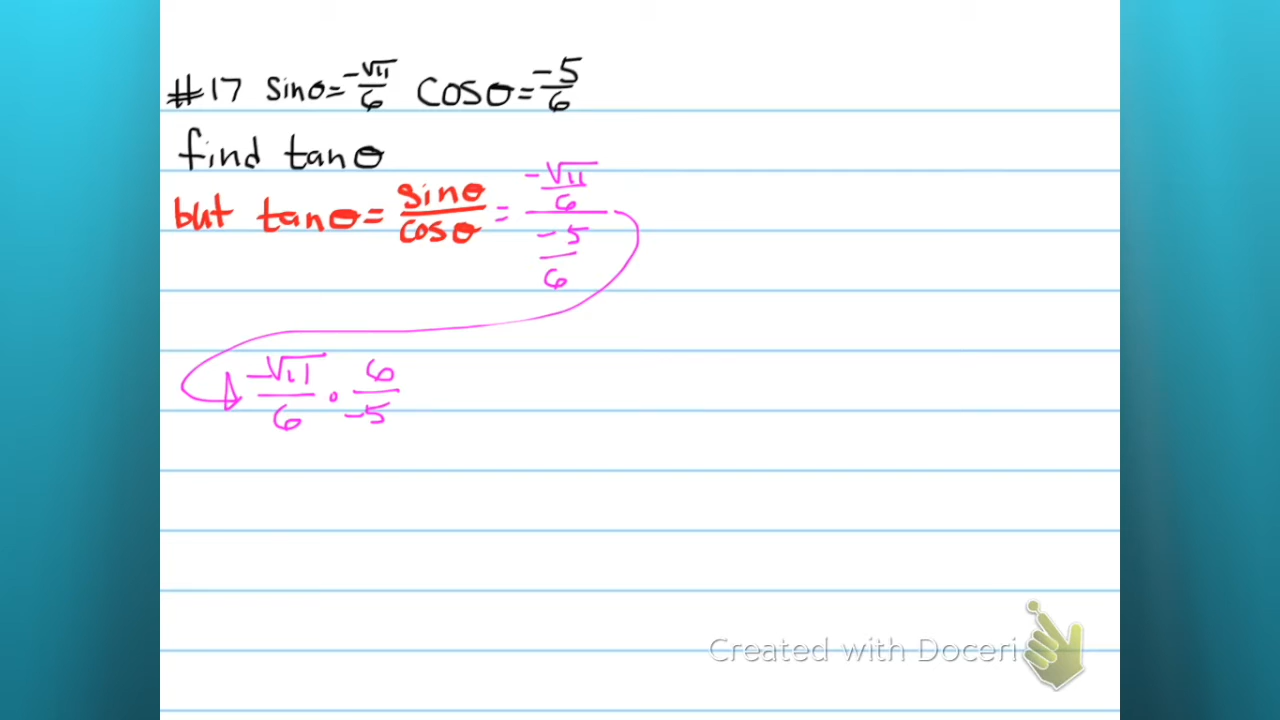 #17 sinθ = -√11/6 cosθ = -5/6
find tanθ
but tanθ = sinθ/cosθ = (-√11/6)/(-5/6)
-√11/6 · 6/-5
Created with Doceri